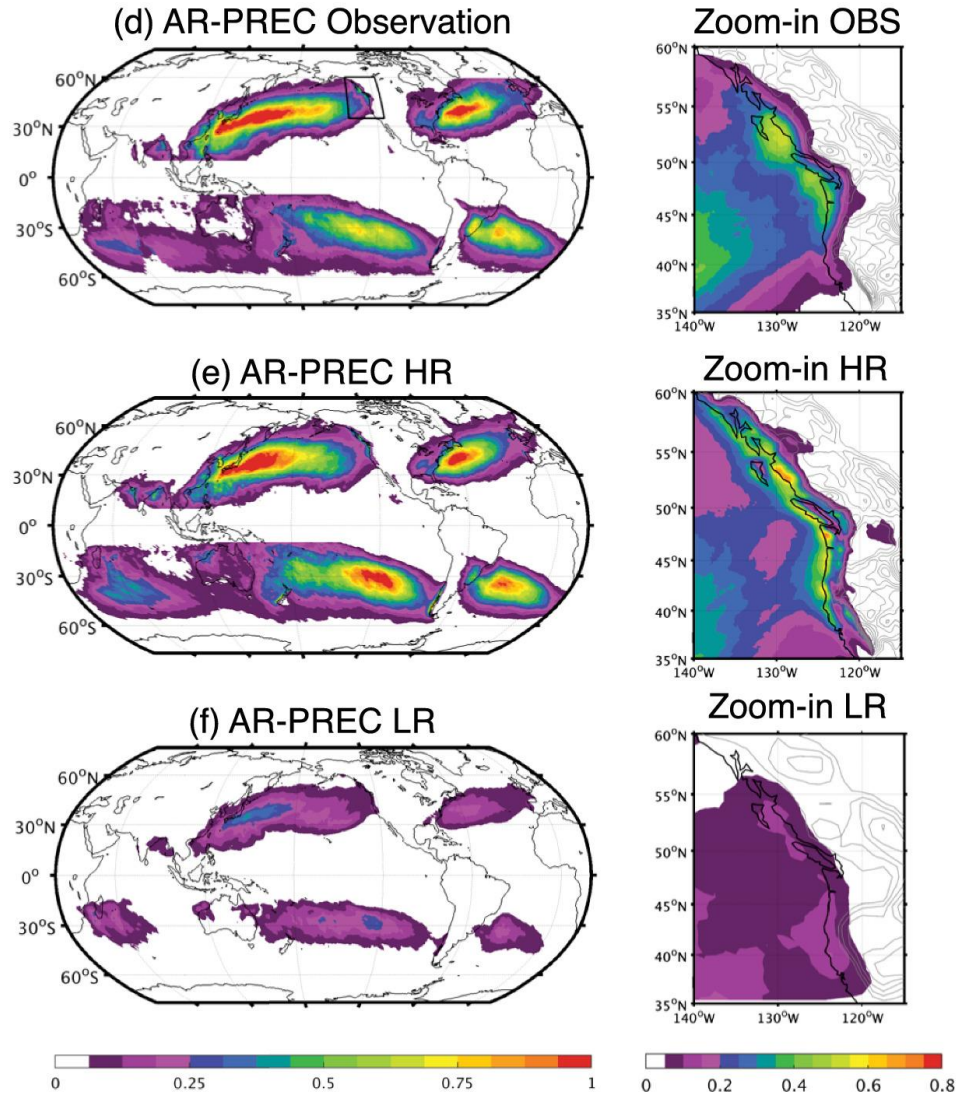 (d) AR-PREC Observation
Zoom-in OBS
60°N
30°N
0°
30°S
60°S
60°N
55°N
50°N
45°N
40°N
35°N
140°W 130°W 120°W
(e) AR-PREC HR
Zoom-in HR
60°N
30°N
0°
30°S
60°S
60°N
55°N
50°N
45°N
40°N
35°N
140°W 130°W 120°W
(f) AR-PREC LR
Zoom-in LR
60°N
30°N
0°
30°S
60°S
60°N
55°N
50°N
45°N
40°N
35°N
140°W 130°W 120°W
0 0.25 0.5 0.75 1
0 0.2 0.4 0.6 0.8